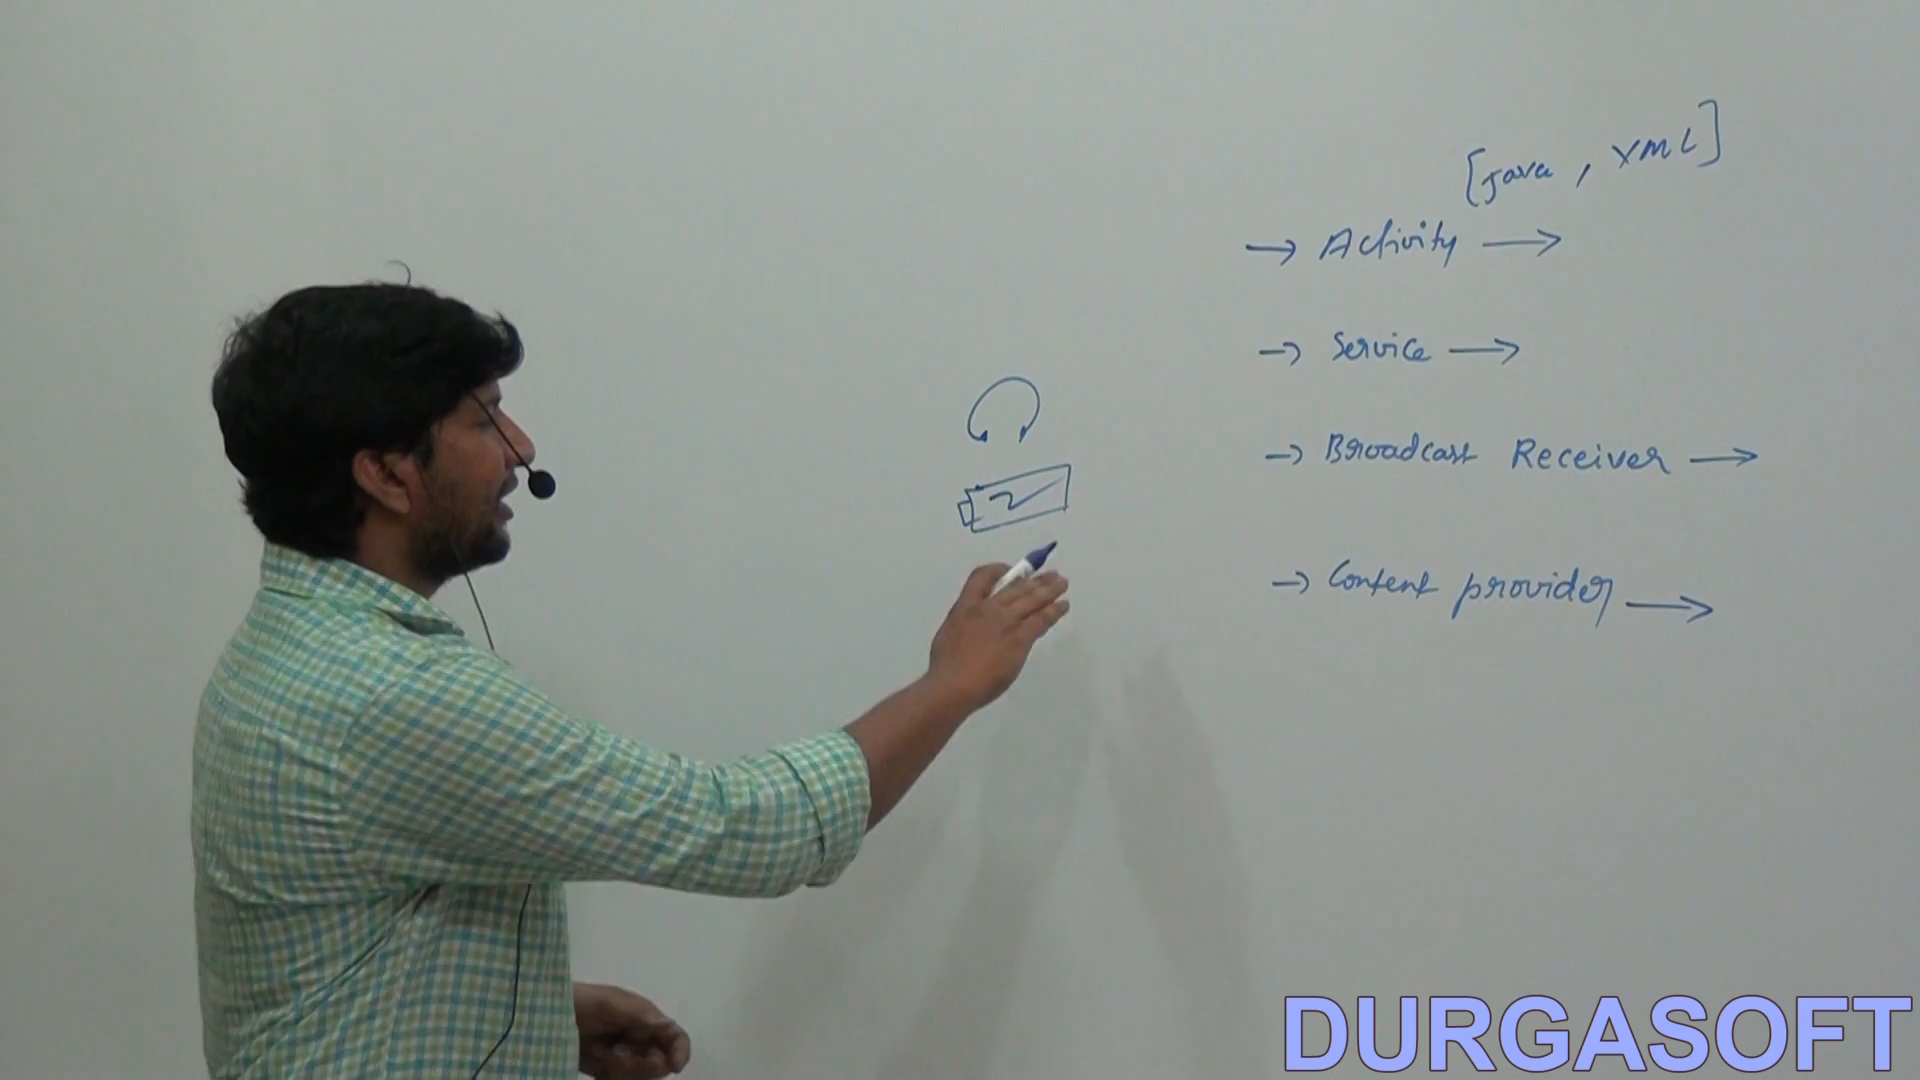 [java, XML]
→ Activity →
→ Service →
→ Broadcast Receiver →
→ Content provider →
DURGASOFT